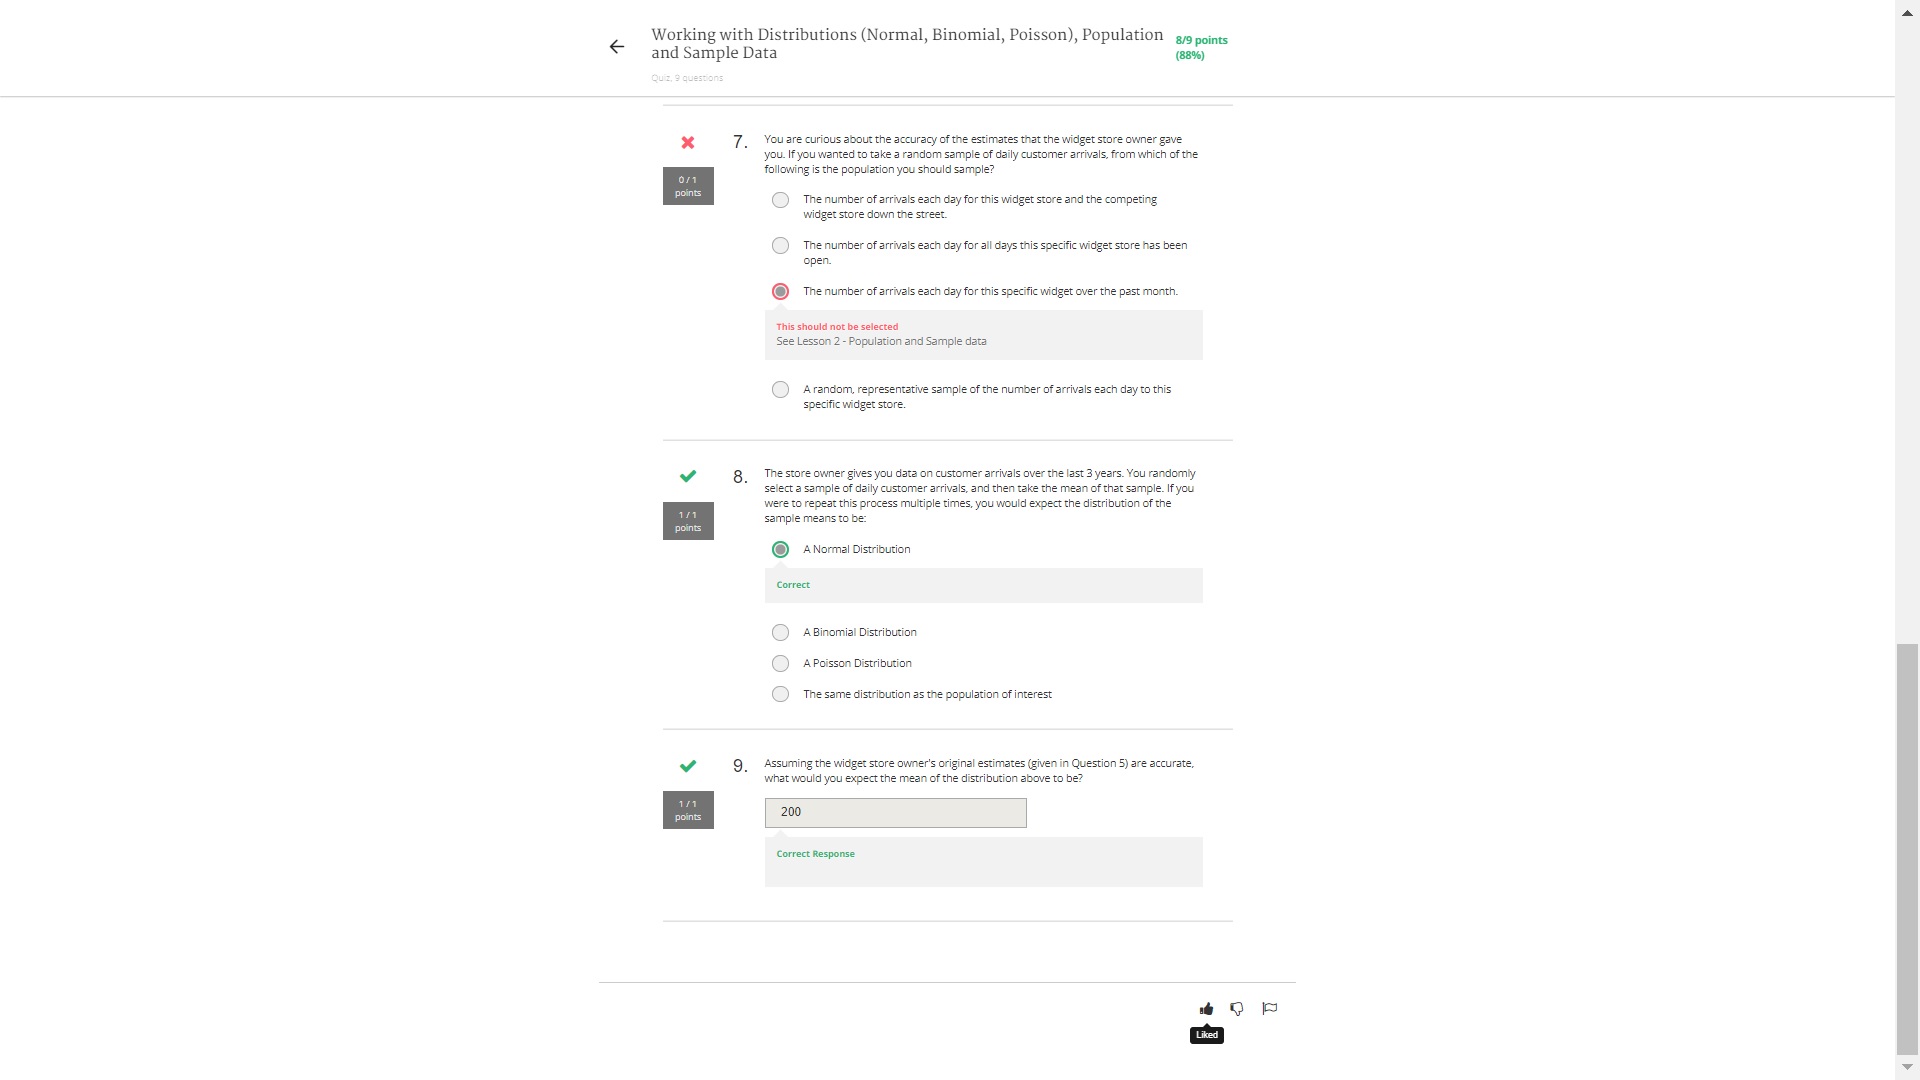 Working with Distributions (Normal, Binomial, Poisson), Population
and Sample Data
8/9 points
(88%)
Quiz, 9 questions
0 / 1
points
7.
You are curious about the accuracy of the estimates that the widget store owner gave
you. If you wanted to take a random sample of daily customer arrivals, from which of the
following is the population you should sample?
The number of arrivals each day for this widget store and the competing
widget store down the street.
The number of arrivals each day for all days this specific widget store has been
open.
The number of arrivals each day for this specific widget over the past month.
This should not be selected
See Lesson 2 - Population and Sample data
A random, representative sample of the number of arrivals each day to this
specific widget store.
1 / 1
points
8.
The store owner gives you data on customer arrivals over the last 3 years. You randomly
select a sample of daily customer arrivals, and then take the mean of that sample. If you
were to repeat this process multiple times, you would expect the distribution of the
sample means to be:
A Normal Distribution
Correct
A Binomial Distribution
A Poisson Distribution
The same distribution as the population of interest
1 / 1
points
9.
Assuming the widget store owner's original estimates (given in Question 5) are accurate,
what would you expect the mean of the distribution above to be?
200
Correct Response
Liked